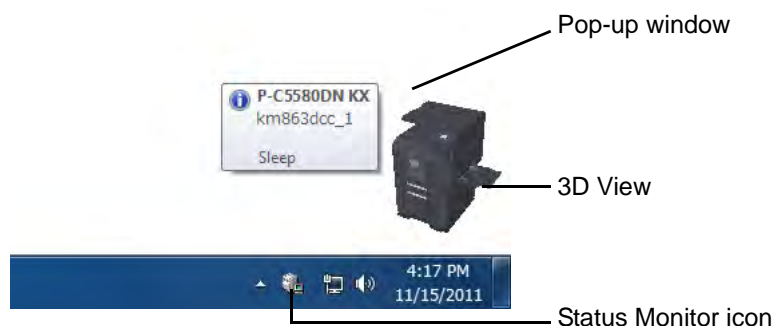 Pop-up window
P-C5580DN KX
km863dcc_1
Sleep
3D View
4:17 PM
11/15/2011
Status Monitor icon